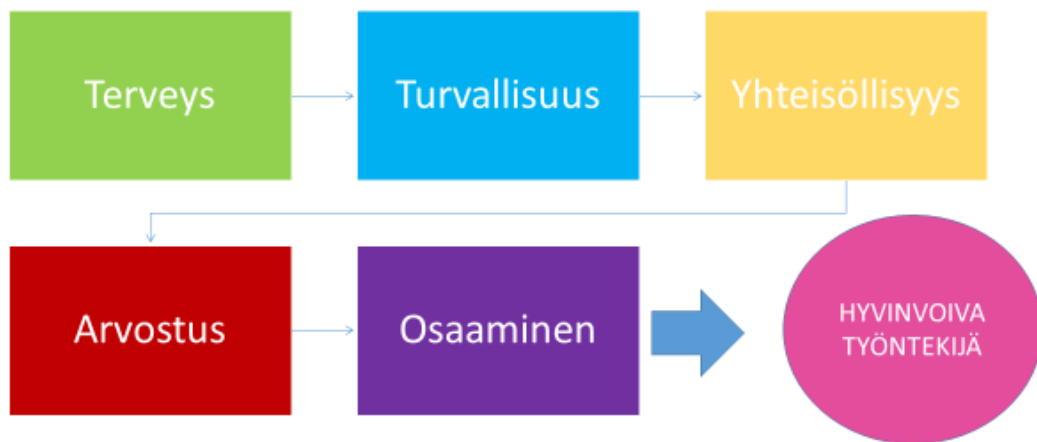 Terveys
Turvallisuus
Yhteisöllisyys
Arvostus
Osaaminen
HYVINVOIVA
TYÖNTEKIJÄ